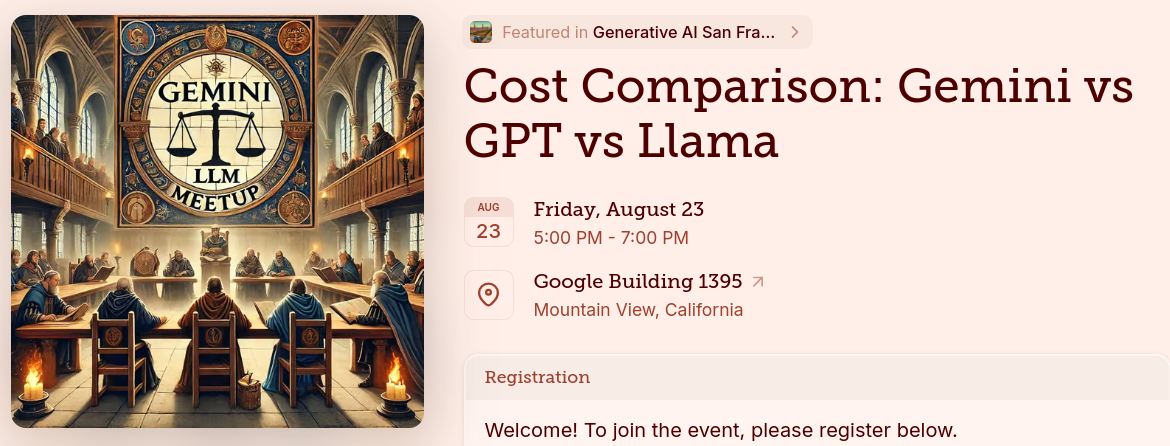 GEMINI
LLM
MEETUP
Featured in Generative AI San Fra...
Cost Comparison: Gemini vs
GPT vs Llama
AUG
23
Friday, August 23
5:00 PM - 7:00 PM
Google Building 1395
Mountain View, California
Registration
Welcome! To join the event, please register below.